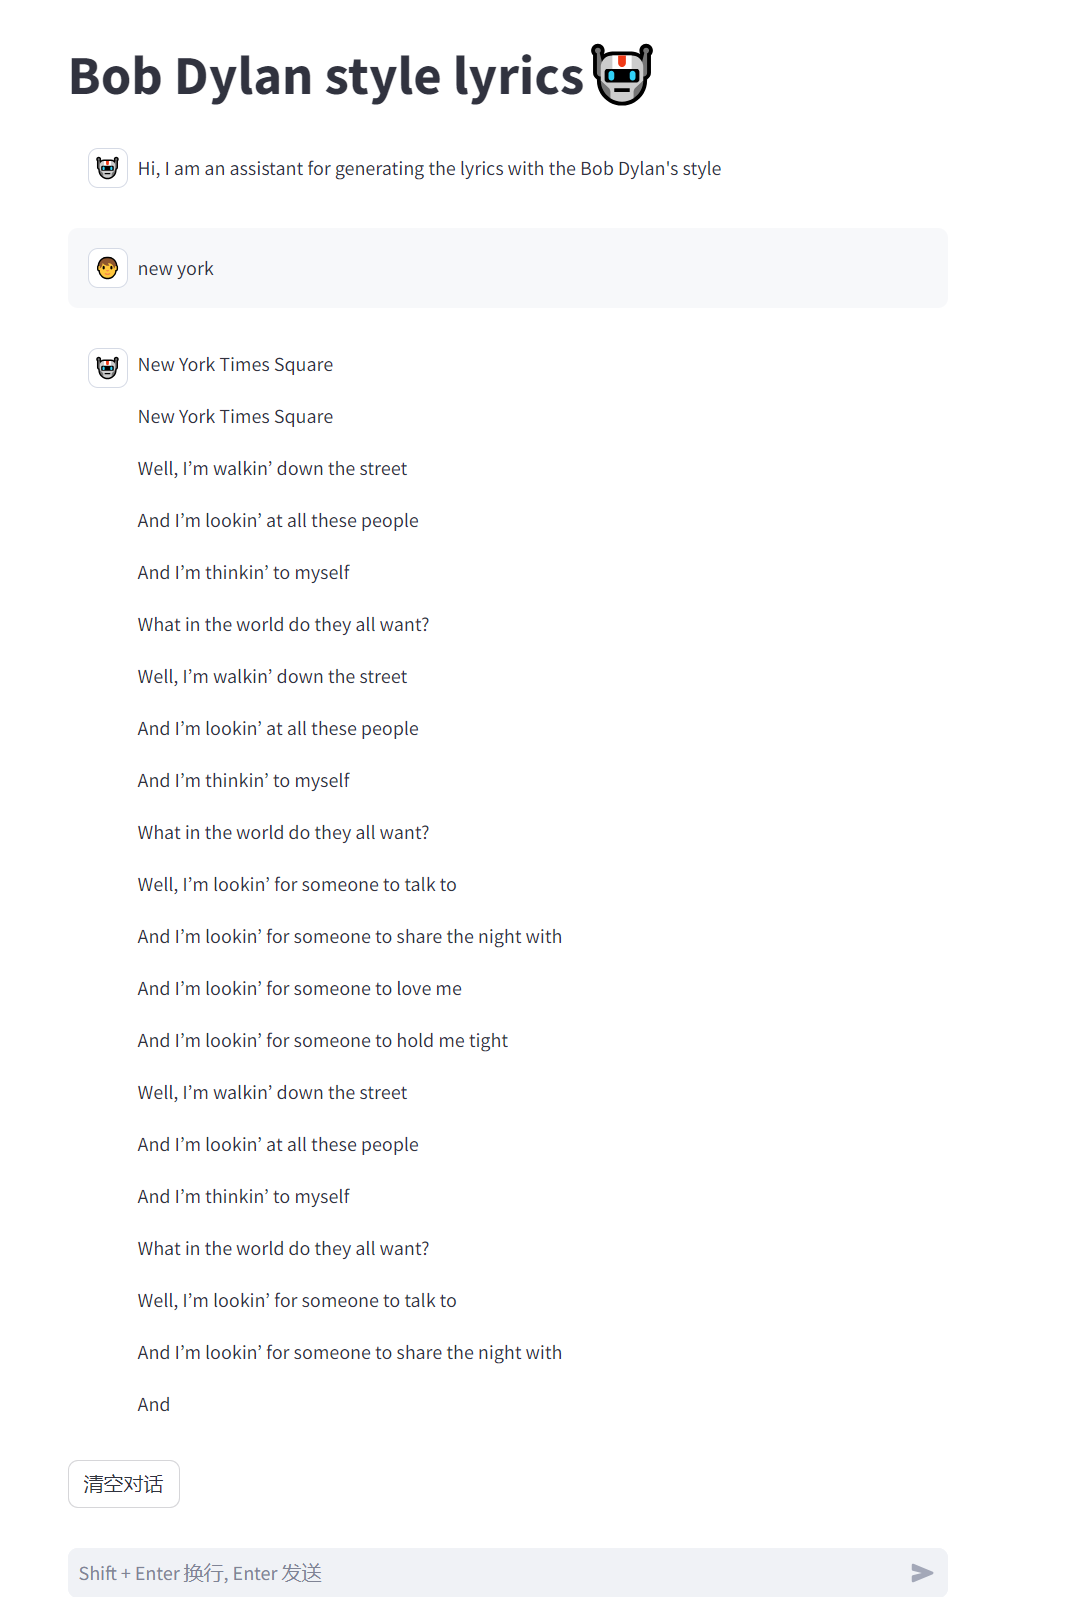 Bob Dylan style lyrics
Hi, I am an assistant for generating the lyrics with the Bob Dylan's style
new york
New York Times Square
New York Times Square
Well, I’m walkin’ down the street
And I’m lookin’ at all these people
And I’m thinkin’ to myself
What in the world do they all want?
Well, I’m walkin’ down the street
And I’m lookin’ at all these people
And I’m thinkin’ to myself
What in the world do they all want?
Well, I’m lookin’ for someone to talk to
And I’m lookin’ for someone to share the night with
And I’m lookin’ for someone to love me
And I’m lookin’ for someone to hold me tight
Well, I’m walkin’ down the street
And I’m lookin’ at all these people
And I’m thinkin’ to myself
What in the world do they all want?
Well, I’m lookin’ for someone to talk to
And I’m lookin’ for someone to share the night with
And
清空对话
Shift + Enter 换行, Enter 发送